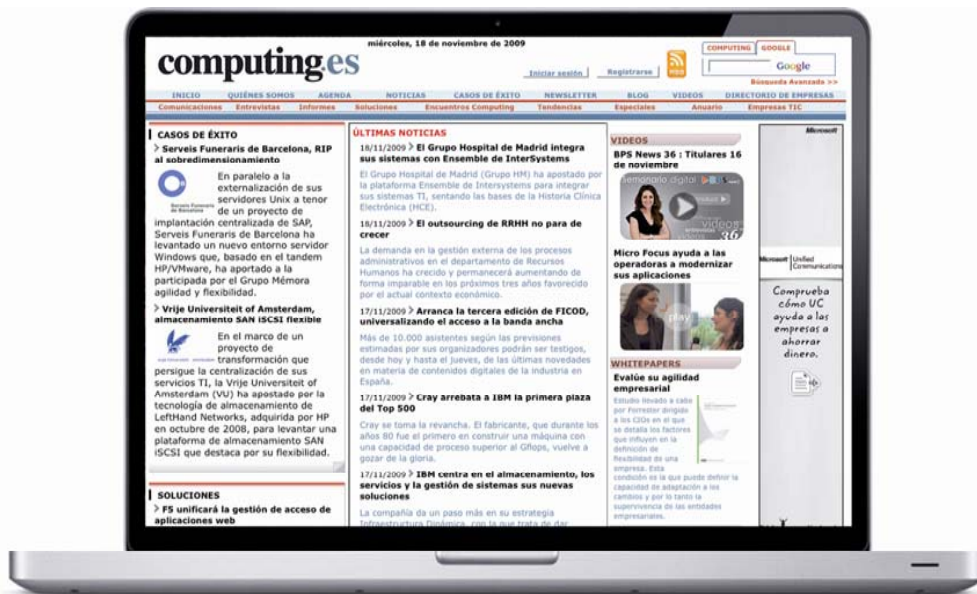 miércoles, 18 de noviembre de 2009
computing.es
Iniciar sesión
Registrarse
RSS
COMPUTING
GOOGLE
Google
Búsqueda Avanzada >>
INICIO QUIÉNES SOMOS AGENDA NOTICIAS CASOS DE ÉXITO NEWSLETTER BLOG VIDEOS DIRECTORIO DE EMPRESAS
Comunicaciones Entrevistas Informes Soluciones Encuentros Computing Tendencias Especiales Anuario Empresas TIC
CASOS DE ÉXITO
> Serveis Funeraris de Barcelona, RIP
al sobredimensionamiento
Serveis Funeraris
de Barcelona
En paralelo a la
externalización de sus
servidores Unix a tenor
de un proyecto de
implantación centralizada de SAP,
Serveis Funeraris de Barcelona ha
levantado un nuevo entorno servidor
Windows que, basado en el tandem
HP/VMware, ha aportado a la
participada por el Grupo Mémora
agilidad y flexibilidad.
> Vrije Universiteit of Amsterdam,
almacenamiento SAN iSCSI flexible
En el marco de un
proyecto de
transformación que
persigue la centralización de sus
servicios TI, la Vrije Universiteit of
Amsterdam (VU) ha apostado por la
tecnología de almacenamiento de
LeftHand Networks, adquirida por HP
en octubre de 2008, para levantar una
plataforma de almacenamiento SAN
iSCSI que destaca por su flexibilidad.
SOLUCIONES
> F5 unificará la gestión de acceso de
aplicaciones web
ÚLTIMAS NOTICIAS
18/11/2009 > El Grupo Hospital de Madrid integra
sus sistemas con Ensemble de InterSystems
El Grupo Hospital de Madrid (Grupo HM) ha apostado por
la plataforma Ensemble de Intersystems para integrar
sus sistemas TI, sentando las bases de la Historia Clínica
Electrónica (HCE).
18/11/2009 > El outsourcing de RRHH no para de
crecer
La demanda en la gestión externa de los procesos
administrativos en el departamento de Recursos
Humanos ha crecido y permanecerá aumentando de
forma imparable en los próximos tres años favorecido
por el actual contexto económico.
17/11/2009 > Arranca la tercera edición de FICOD,
universalizando el acceso a la banda ancha
Más de 10.000 asistentes según las previsiones
estimadas por sus organizadores podrán ser testigos,
desde hoy y hasta el jueves, de las últimas novedades
en materia de contenidos digitales de la industria en
España.
17/11/2009 > Cray arrebata a IBM la primera plaza
del Top 500
Cray se toma la revancha. El fabricante, que durante los
años 80 fue el primero en construir una máquina con
una capacidad de proceso superior al Gflops, vuelve a
gozar de la gloria.
17/11/2009 > IBM centra en el almacenamiento, los
servicios y la gestión de sistemas sus nuevas
soluciones
La compañía da un paso más en su estrategia
Infraestructura Dinámica, con la que trata de dar
VIDEOS
BPS News 36 : Titulares 16
de noviembre
Semanario digital
videos
36
Micro Focus ayuda a las
operadoras a modernizar
sus aplicaciones
play
WHITEPAPERS
Evalúe su agilidad
empresarial
Estudio llevado a cabo
por Forrester dirigido
a los CIOs en el que
se detalla los factores
que influyen en la
definición de
flexibilidad de una
empresa. Esta
condición es la que puede definir la
capacidad de adaptación a los
cambios y por lo tanto la
supervivencia de las entidades
empresariales.
Microsoft
Microsoft Unified
Communications
Comprueba
cómo UC
ayuda a las
empresas a
ahorrar
dinero.